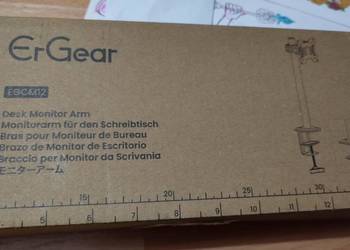 ErGear
EGCM12
Desk Monitor Arm
Monitorarm für den Schreibtisch
Bras pour Moniteur de Bureau
Brazo de Monitor de Escritorio
Braccio per Monitor da Scrivania
モニターアーム
15 20 25 30
5 6 7 8 9 10 11 12